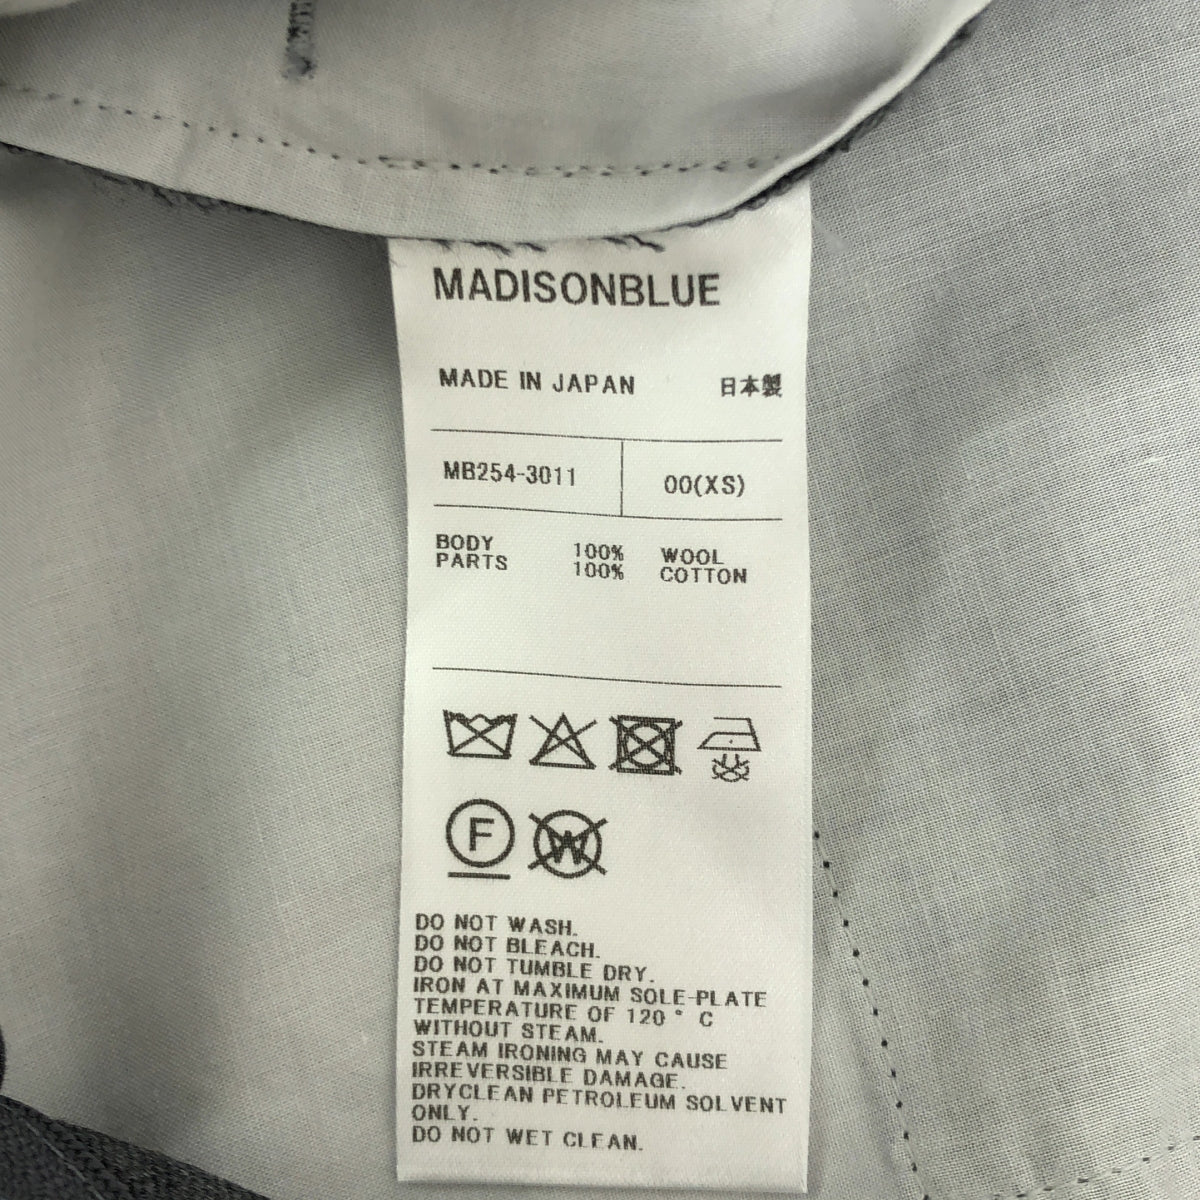 MADISONBLUE
MADE IN JAPAN 日本製
MB254-3011 00(XS)
BODY 100% WOOL
PARTS 100% COTTON
F W
DO NOT WASH.
DO NOT BLEACH.
DO NOT TUMBLE DRY.
IRON AT MAXIMUM SOLE-PLATE
TEMPERATURE OF 120 ° C
WITHOUT STEAM.
STEAM IRONING MAY CAUSE
IRREVERSIBLE DAMAGE.
DRYCLEAN PETROLEUM SOLVENT
ONLY.
DO NOT WET CLEAN.